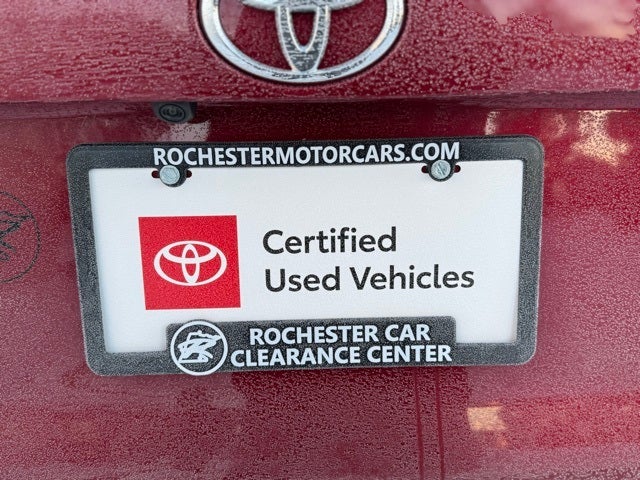 ROCHESTERMOTORCARS.COM
Certified
Used Vehicles
ROCHESTER CAR
CLEARANCE CENTER